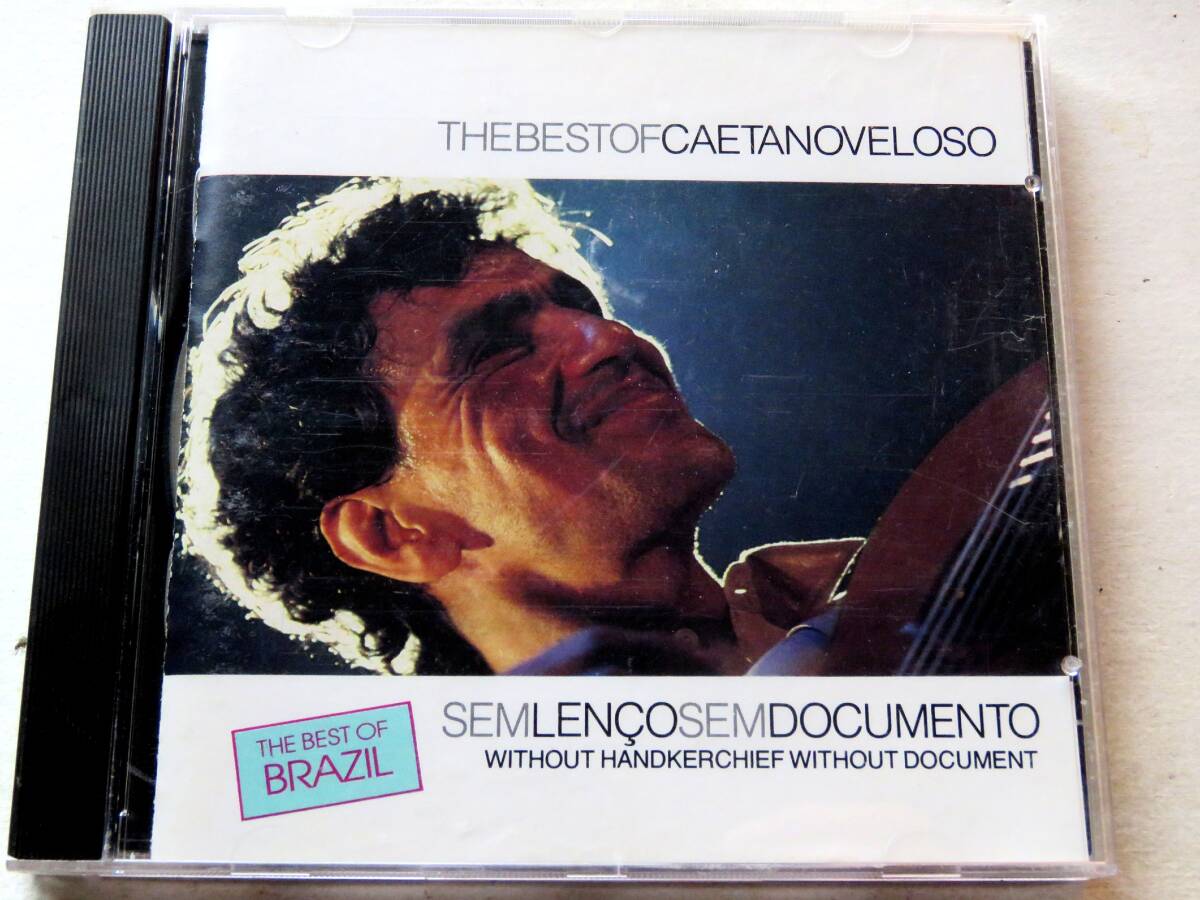 THEBESTOFCAETANOVELOSO
SEMLENÇOSEMDOCUMENTO
WITHOUT HANDKERCHIEF WITHOUT DOCUMENT
THE BEST OF
BRAZIL